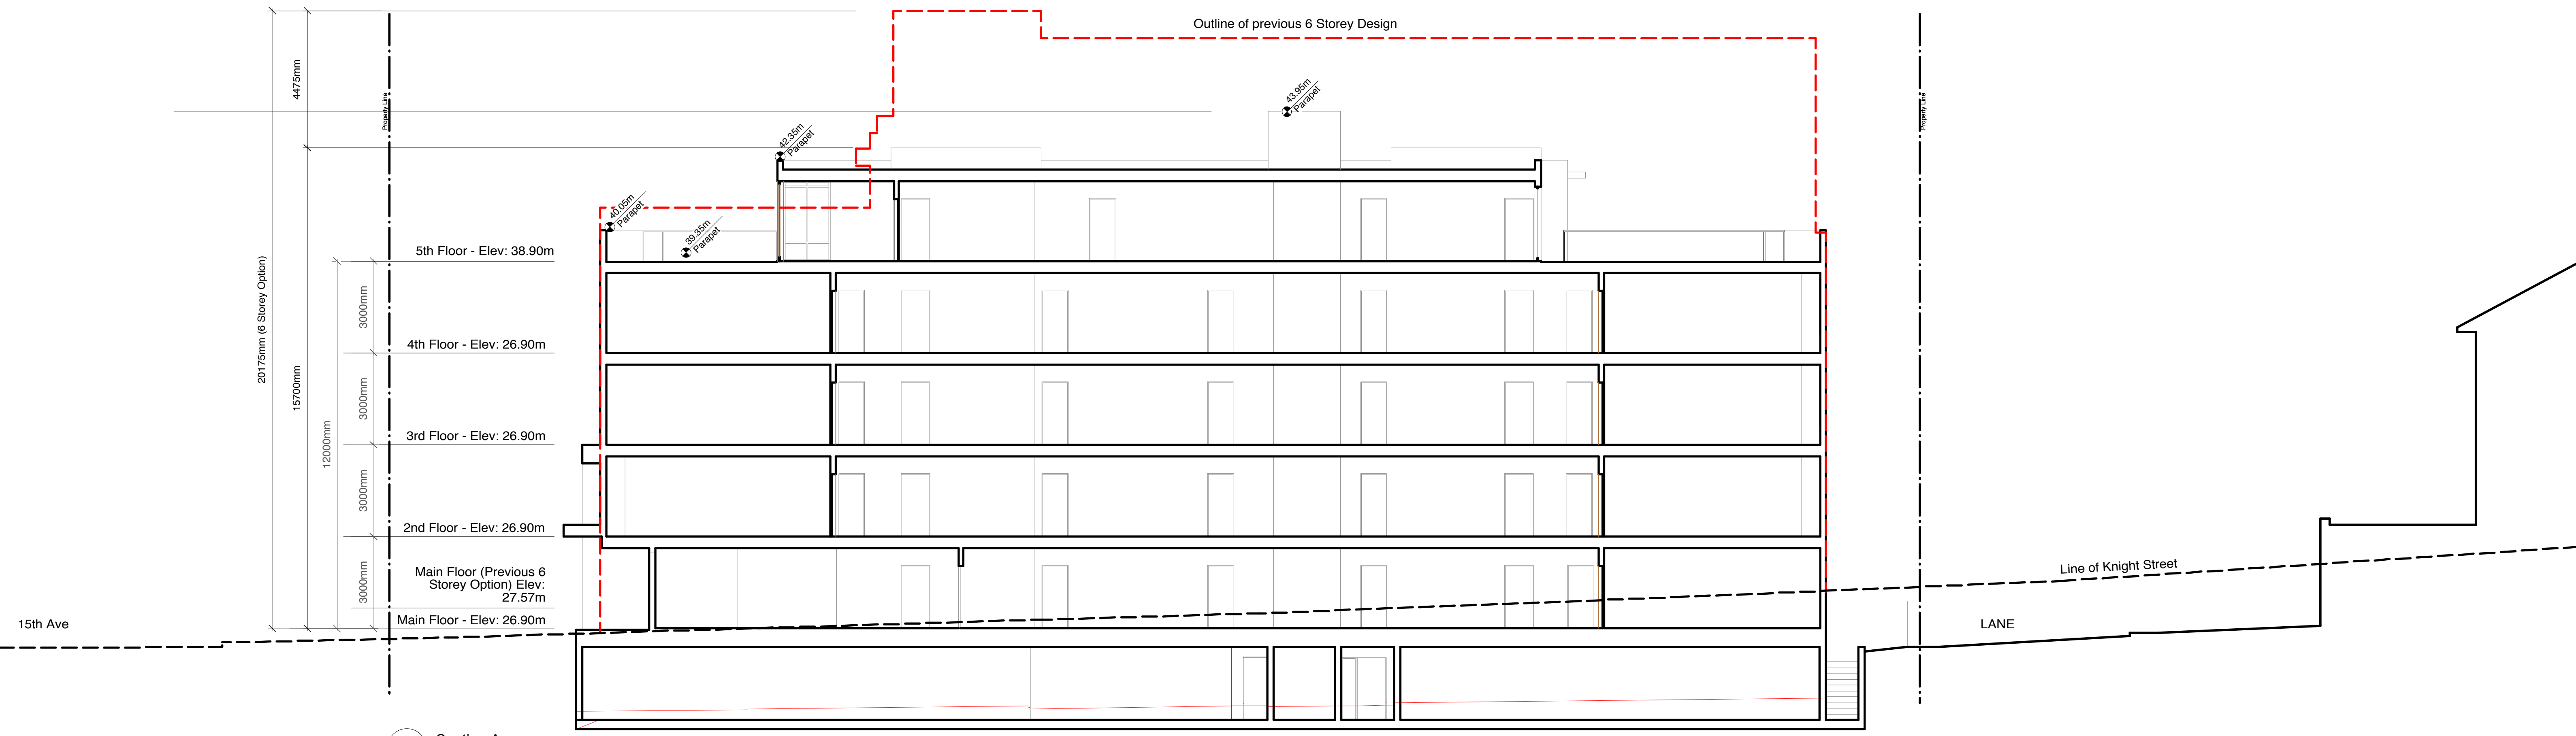 Outline of previous 6 Storey Design
4475mm
Property Line
Property Line
43.95m
Parapet
42.35m
Parapet
40.05m
Parapet
39.35m
Parapet
20175mm (6 Storey Option)
15700mm
12000mm
5th Floor - Elev: 38.90m
3000mm
4th Floor - Elev: 26.90m
3000mm
3rd Floor - Elev: 26.90m
3000mm
2nd Floor - Elev: 26.90m
3000mm
Main Floor (Previous 6
Storey Option) Elev:
27.57m
Main Floor - Elev: 26.90m
15th Ave
Line of Knight Street
LANE